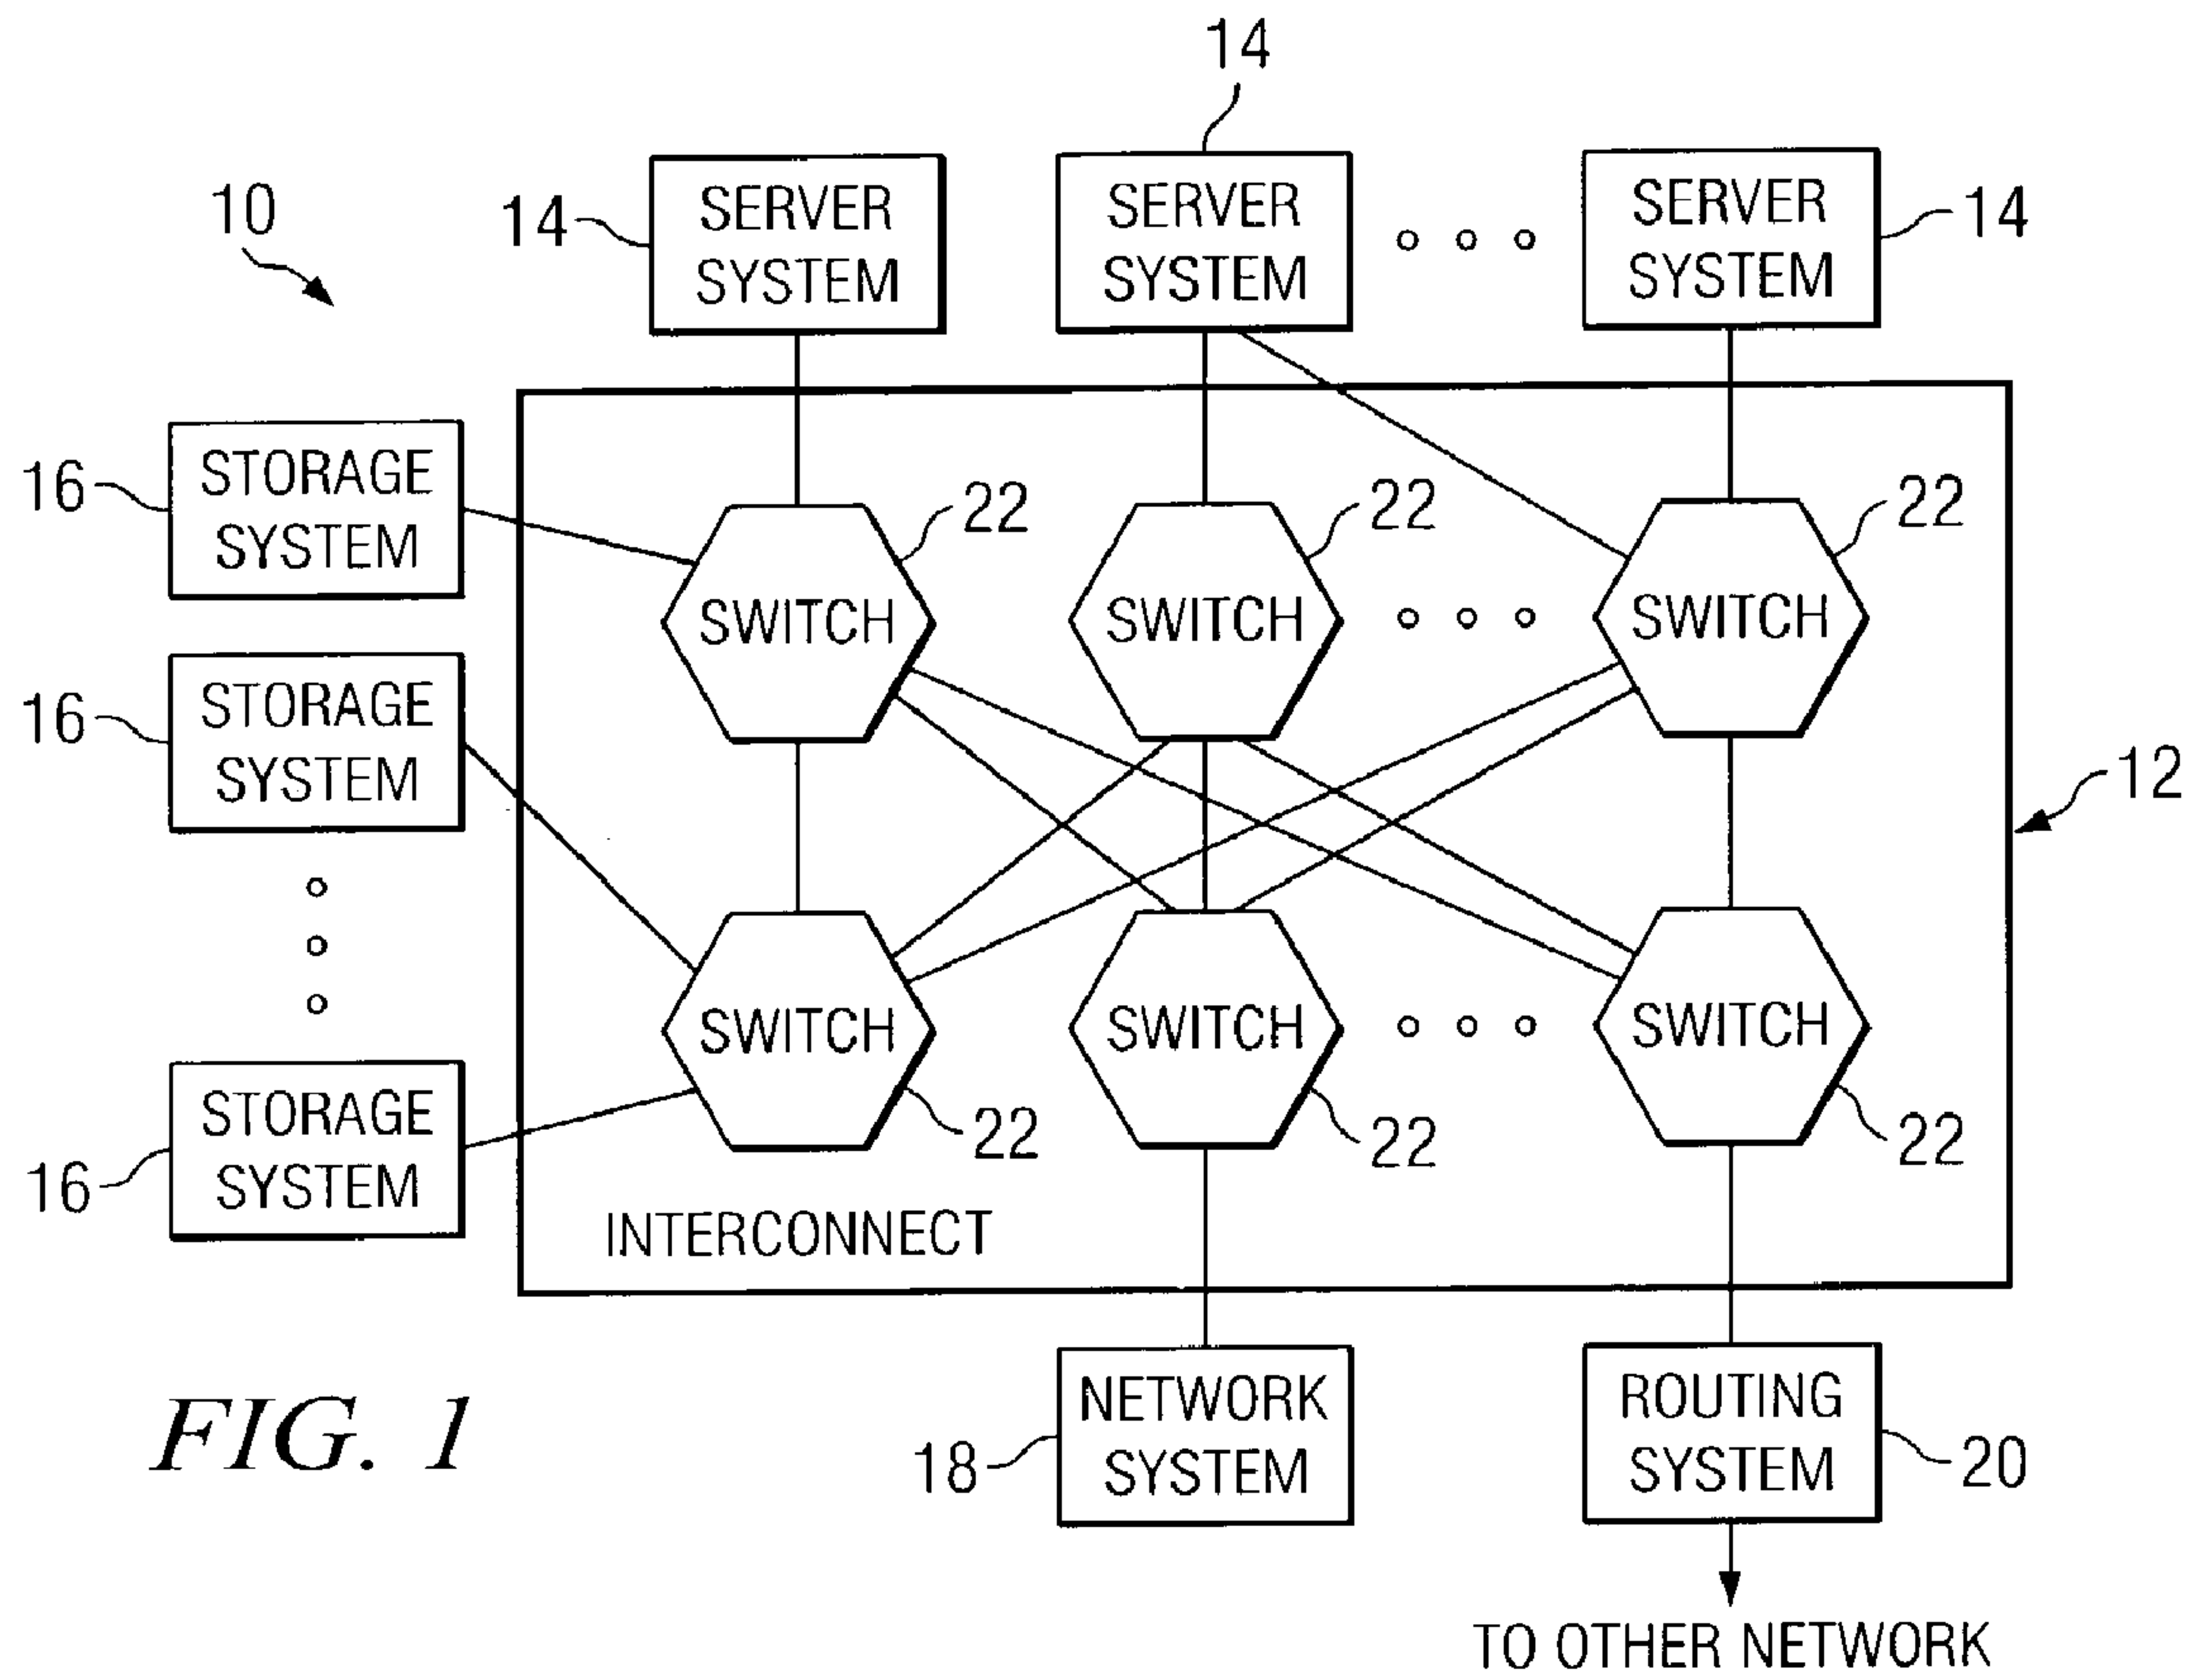 14
10
14
SERVER
SYSTEM
SERVER
SYSTEM
SERVER
SYSTEM
14
16
STORAGE
SYSTEM
22
22
22
SWITCH
SWITCH
SWITCH
16
STORAGE
SYSTEM
12
SWITCH
SWITCH
SWITCH
16
STORAGE
SYSTEM
22
22
22
INTERCONNECT
FIG. 1
18
NETWORK
SYSTEM
ROUTING
SYSTEM
20
TO OTHER NETWORK